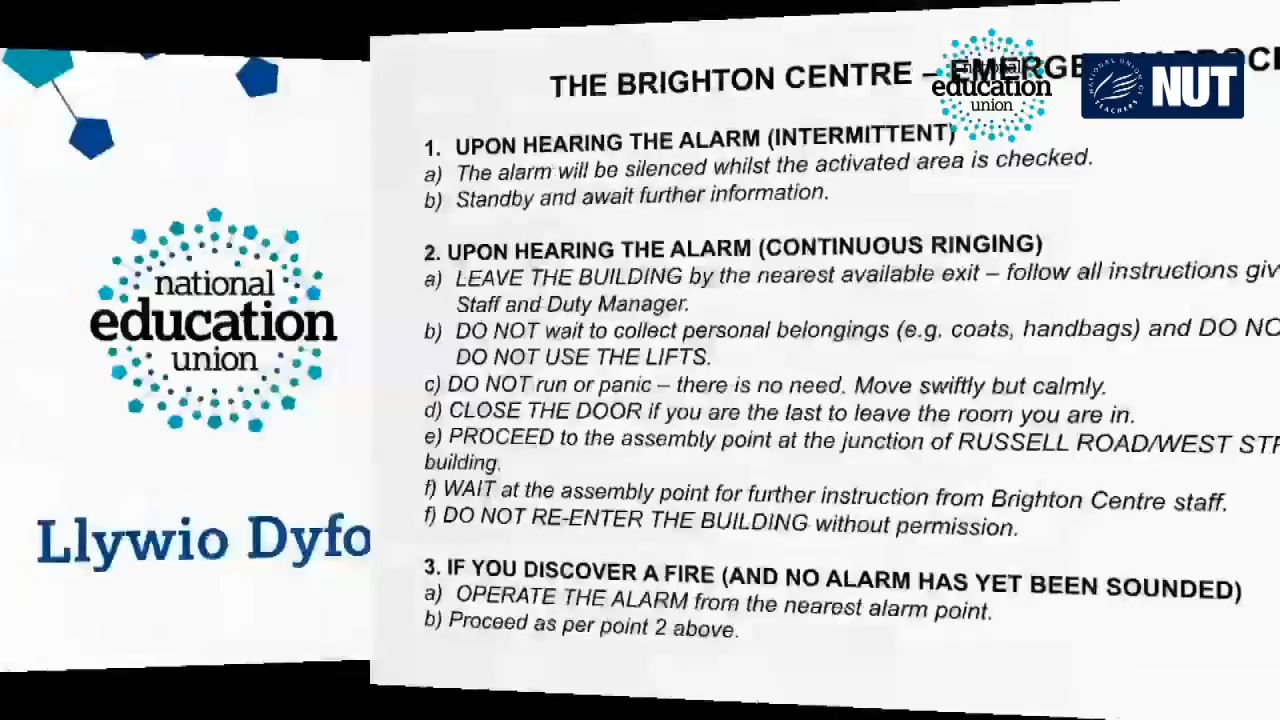 national
education
union
Llywio Dyfo
THE BRIGHTON CENTRE –
national
education
union
NATIONAL UNION OF TEACHERS
NUT
1. UPON HEARING THE ALARM (INTERMITTENT)
a) The alarm will be silenced whilst the activated area is checked.
b) Standby and await further information.
2. UPON HEARING THE ALARM (CONTINUOUS RINGING)
a) LEAVE THE BUILDING by the nearest available exit – follow all instructions giv
Staff and Duty Manager.
b) DO NOT wait to collect personal belongings (e.g. coats, handbags) and DO NO
DO NOT USE THE LIFTS.
c) DO NOT run or panic – there is no need. Move swiftly but calmly.
d) CLOSE THE DOOR if you are the last to leave the room you are in.
e) PROCEED to the assembly point at the junction of RUSSELL ROAD/WEST STR
building.
f) WAIT at the assembly point for further instruction from Brighton Centre staff.
f) DO NOT RE-ENTER THE BUILDING without permission.
3. IF YOU DISCOVER A FIRE (AND NO ALARM HAS YET BEEN SOUNDED)
a) OPERATE THE ALARM from the nearest alarm point.
b) Proceed as per point 2 above.